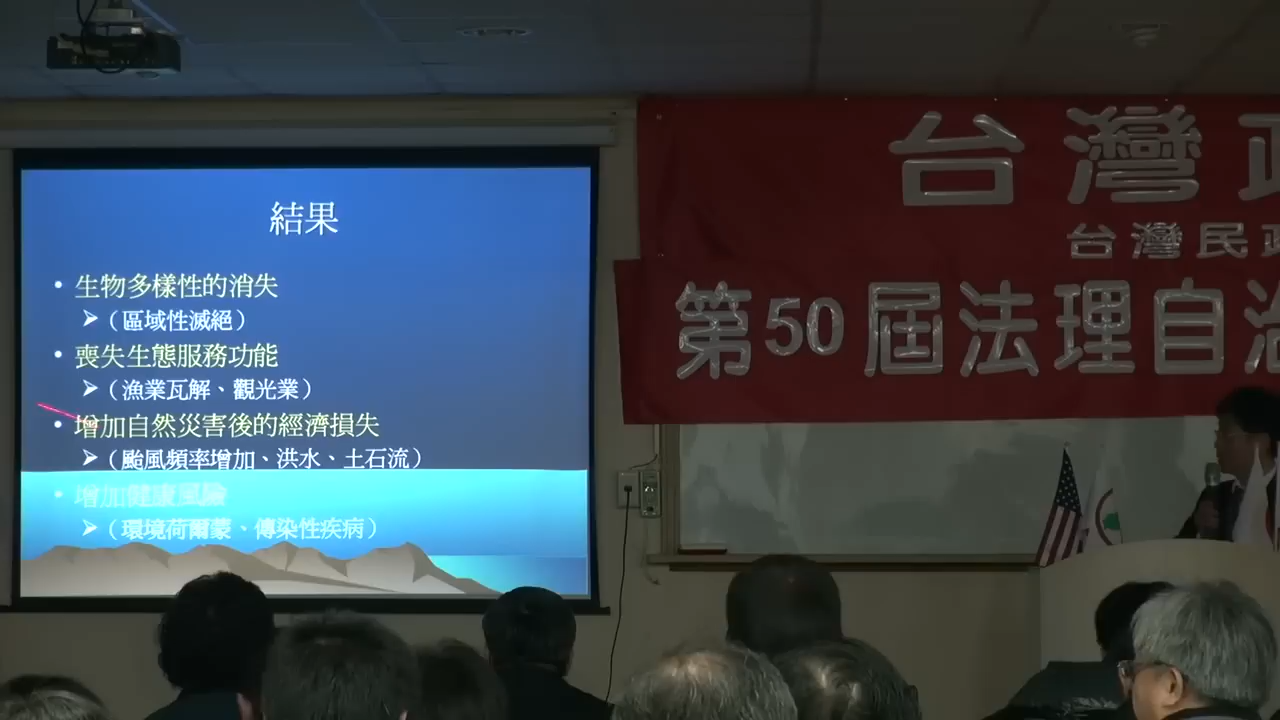 結果
• 生物多樣性的消失
➢（區域性滅絕）
• 喪失生態服務功能
➢（漁業瓦解、觀光業）
• 增加自然災害後的經濟損失
➢（颱風頻率增加、洪水、土石流）
• 增加健康風險
➢（環境荷爾蒙、傳染性疾病）
台灣政
台灣民政
第50屆法理自治